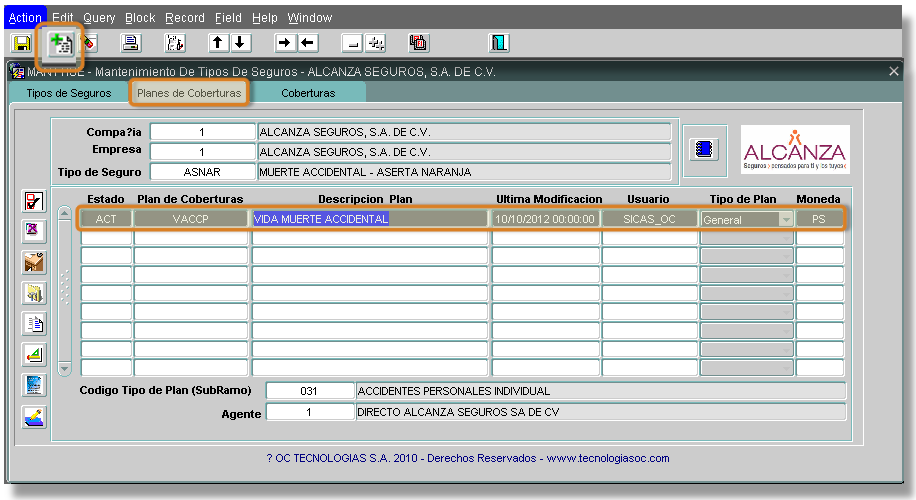 Action Edit Query Block Record Field Help Window
- Mantenimiento De Tipos De Seguros - ALCANZA SEGUROS, S.A. DE C.V.
Tipos de Seguros Planes de Coberturas Coberturas
Compa?ia 1 ALCANZA SEGUROS, S.A. DE C.V.
Empresa 1 ALCANZA SEGUROS, S.A. DE C.V.
Tipo de Seguro ASNAR MUERTE ACCIDENTAL - ASERTA NARANJA
ALCANZA
Seguros pensados para ti y los tuyos
Estado Plan de Coberturas Descripcion Plan Ultima Modificacion Usuario Tipo de Plan Moneda
ACT VACCP VIDA MUERTE ACCIDENTAL 10/10/2012 00:00:00 SICAS_OC General PS
Codigo Tipo de Plan (SubRamo) 031 ACCIDENTES PERSONALES INDIVIDUAL
Agente 1 DIRECTO ALCANZA SEGUROS SA DE CV
? OC TECNOLOGIAS S.A. 2010 - Derechos Reservados - www.tecnologiasoc.com